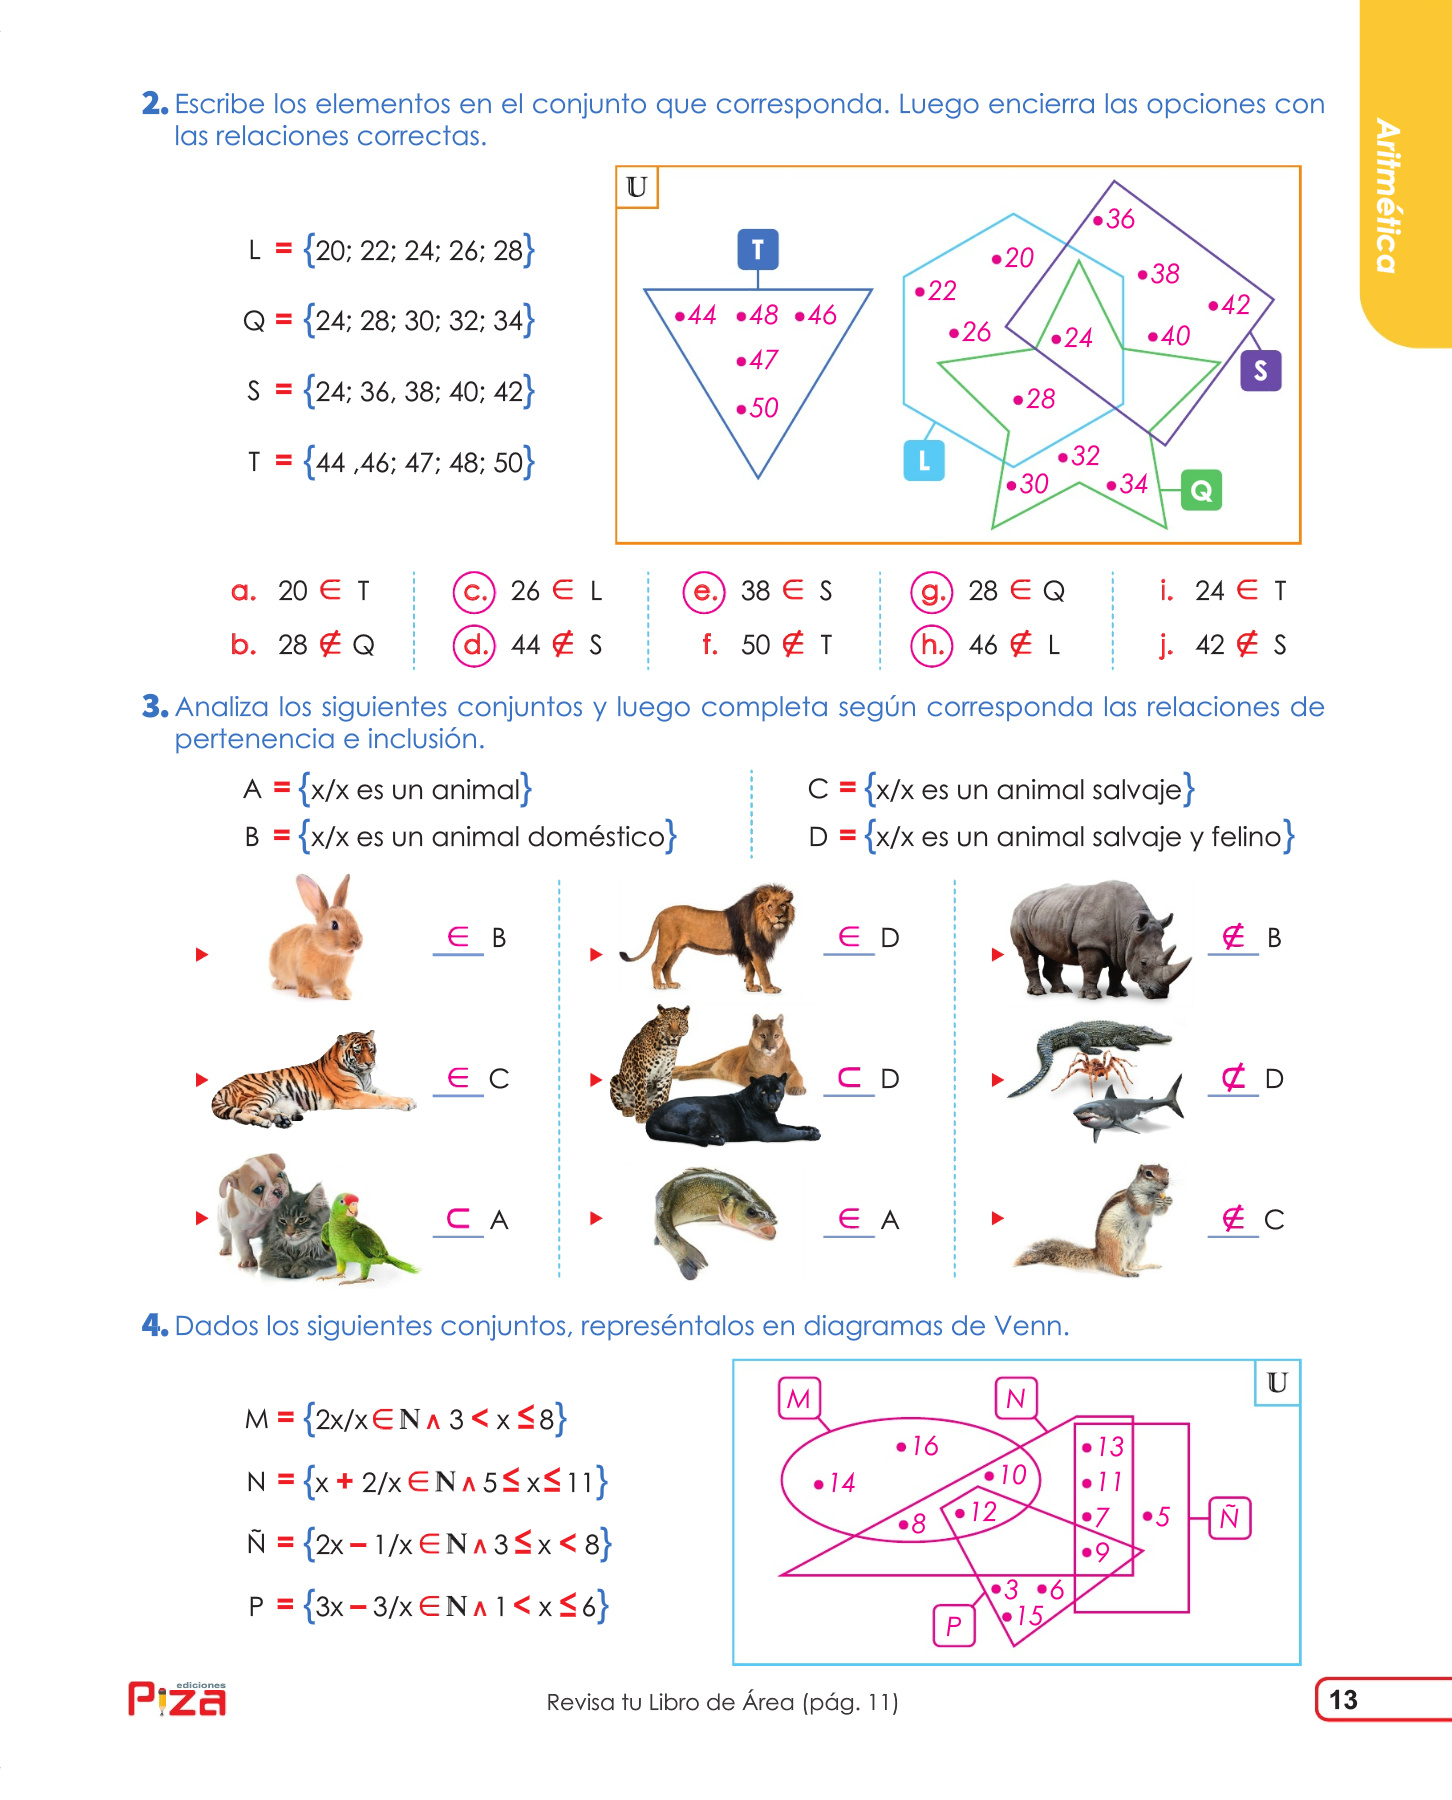 Aritmética
2. Escribe los elementos en el conjunto que corresponda. Luego encierra las opciones con
las relaciones correctas.
L = {20; 22; 24; 26; 28}
Q = {24; 28; 30; 32; 34}
S = {24; 36, 38; 40; 42}
T = {44 ,46; 47; 48; 50}
𝕌
T
•44 •48 •46
•47
•50
•36
•20
•38
•22
•42
•26
•24
•40
S
•28
L
•32
•30
•34
Q
a. 20 ∈ T
b. 28 ∉ Q
c. 26 ∈ L
d. 44 ∉ S
e. 38 ∈ S
f. 50 ∉ T
g. 28 ∈ Q
h. 46 ∉ L
i. 24 ∈ T
j. 42 ∉ S
3. Analiza los siguientes conjuntos y luego completa según corresponda las relaciones de
pertenencia e inclusión.
A = {x/x es un animal}
B = {x/x es un animal doméstico}
C = {x/x es un animal salvaje}
D = {x/x es un animal salvaje y felino}
∈ B
∈ D
∉ B
∈ C
⊂ D
⊄ D
⊂ A
∈ A
∉ C
4. Dados los siguientes conjuntos, represéntalos en diagramas de Venn.
M = {2x/x ∈ N ∧ 3 < x ≤ 8}
N = {x + 2/x ∈ N ∧ 5 ≤ x ≤ 11}
Ñ = {2x – 1/x ∈ N ∧ 3 ≤ x < 8}
P = {3x – 3/x ∈ N ∧ 1 < x ≤ 6}
𝕌
M
N
•16
•13
•10
•14
•11
•12
•8
•7
•5
Ñ
•9
•3 •6
•15
P
ediciones
Piza
Revisa tu Libro de Área (pág. 11)
13